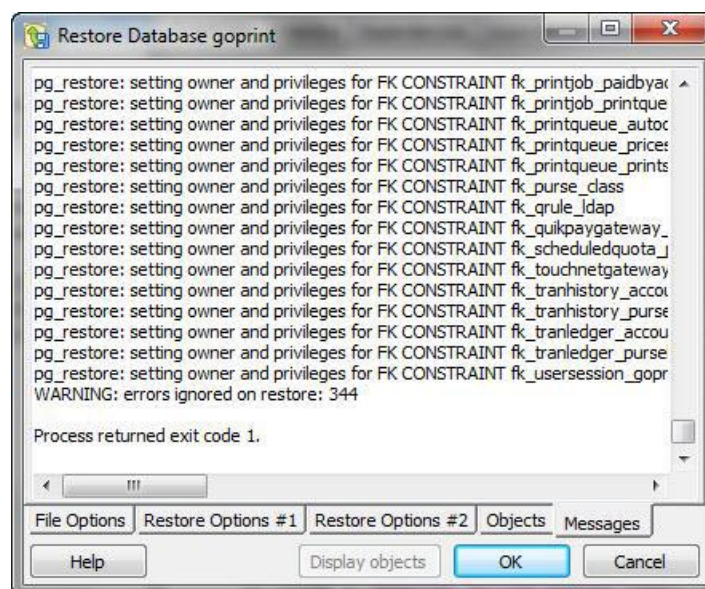 Restore Database goprint
pg_restore: setting owner and privileges for FK CONSTRAINT fk_printjob_paidbyac
pg_restore: setting owner and privileges for FK CONSTRAINT fk_printjob_printque
pg_restore: setting owner and privileges for FK CONSTRAINT fk_printqueue_autoc
pg_restore: setting owner and privileges for FK CONSTRAINT fk_printqueue_prices
pg_restore: setting owner and privileges for FK CONSTRAINT fk_printqueue_prints
pg_restore: setting owner and privileges for FK CONSTRAINT fk_purse_class
pg_restore: setting owner and privileges for FK CONSTRAINT fk_qrule_ldap
pg_restore: setting owner and privileges for FK CONSTRAINT fk_quikpaygateway_
pg_restore: setting owner and privileges for FK CONSTRAINT fk_scheduledquota_p
pg_restore: setting owner and privileges for FK CONSTRAINT fk_touchnetgateway
pg_restore: setting owner and privileges for FK CONSTRAINT fk_tranhistory_accou
pg_restore: setting owner and privileges for FK CONSTRAINT fk_tranhistory_purse
pg_restore: setting owner and privileges for FK CONSTRAINT fk_tranledger_accou
pg_restore: setting owner and privileges for FK CONSTRAINT fk_tranledger_purse
pg_restore: setting owner and privileges for FK CONSTRAINT fk_usersession_gopr
WARNING: errors ignored on restore: 344
Process returned exit code 1.
File Options Restore Options #1 Restore Options #2 Objects Messages
Help Display objects OK Cancel